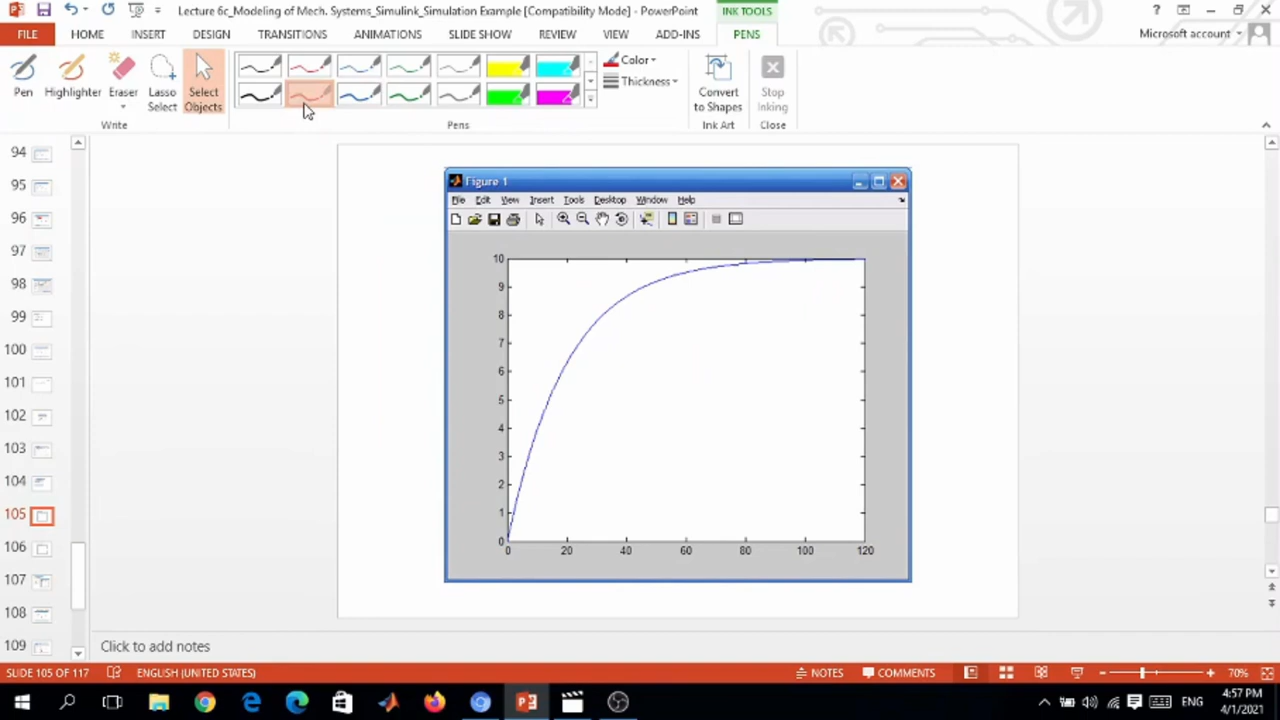 Lecture 6c_Modeling of Mech. Systems_Simulink_Simulation Example [Compatibility Mode] - PowerPoint
INK TOOLS
FILE HOME INSERT DESIGN TRANSITIONS ANIMATIONS SLIDE SHOW REVIEW VIEW ADD-INS PENS
Microsoft account
Pen Highlighter Eraser Lasso Select Select Objects
Color
Thickness
Convert to Shapes
Stop Inking
Write Pens Ink Art Close
94
95
96
97
98
99
100
101
102
103
104
105
106
107
108
109
Figure 1
File Edit View Insert Tools Desktop Window Help
10
9
8
7
6
5
4
3
2
1
0
0 20 40 60 80 100 120
Click to add notes
SLIDE 105 OF 117 ENGLISH (UNITED STATES) NOTES COMMENTS 70%
ENG
4:57 PM
4/1/2021